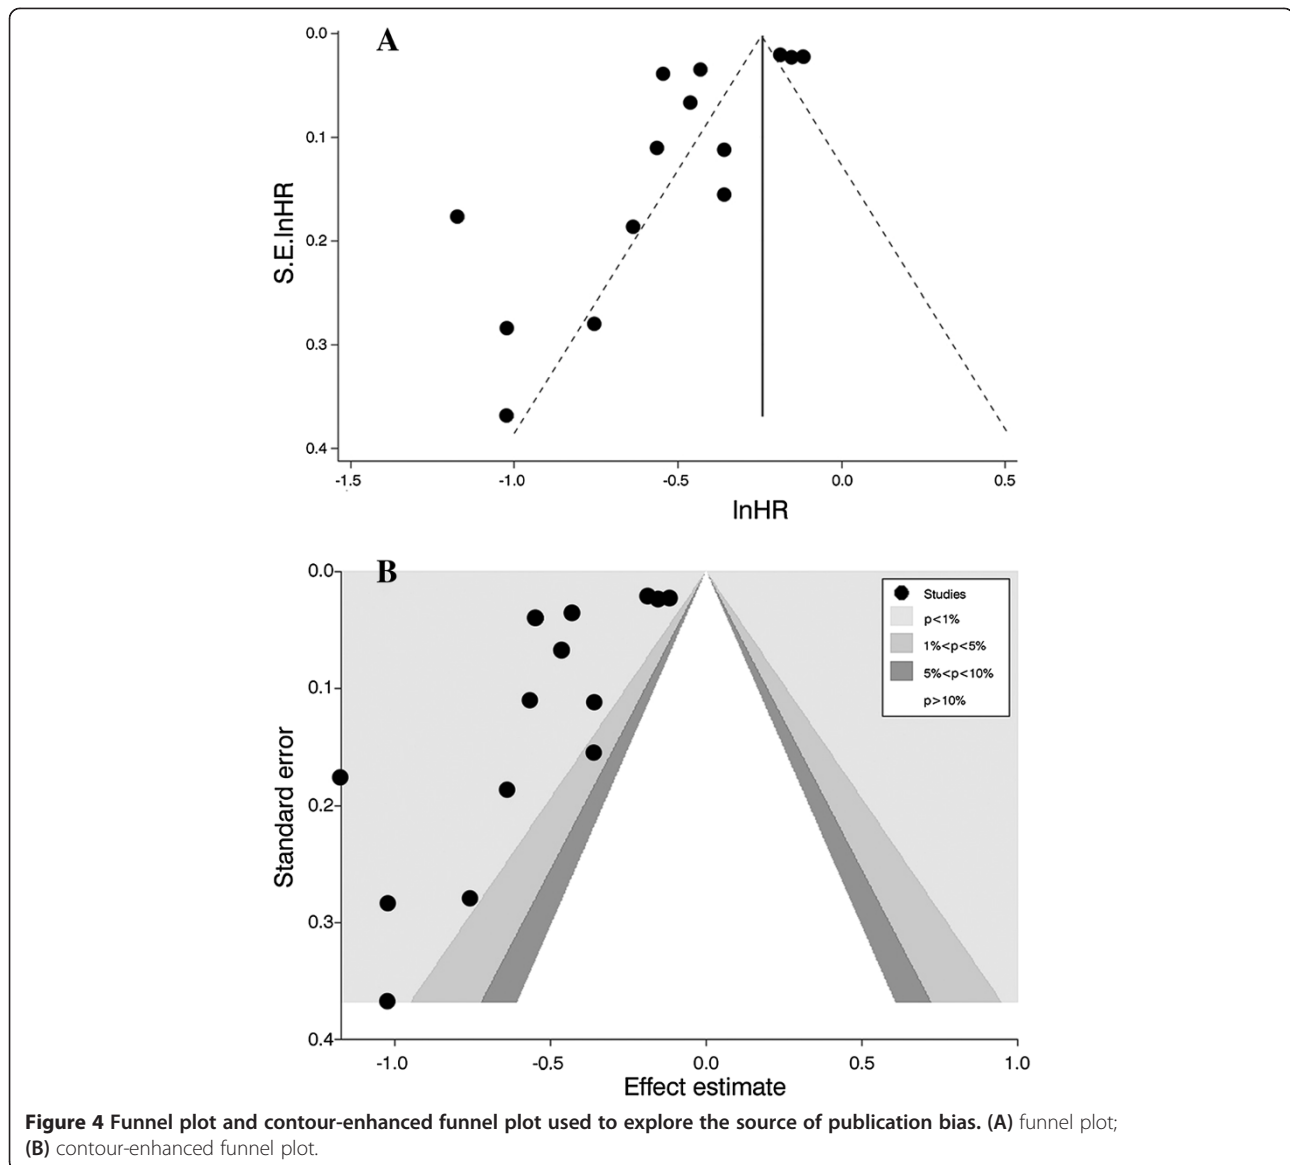 A
0.0
0.1
0.2
0.3
0.4
S.E.lnHR
-1.5
-1.0
-0.5
0.0
0.5
lnHR
B
0.0
0.1
0.2
0.3
0.4
Standard error
Studies
p<1%
1%<p<5%
5%<p<10%
p>10%
-1.0
-0.5
0.0
0.5
1.0
Effect estimate
Figure 4 Funnel plot and contour-enhanced funnel plot used to explore the source of publication bias. (A) funnel plot;
(B) contour-enhanced funnel plot.